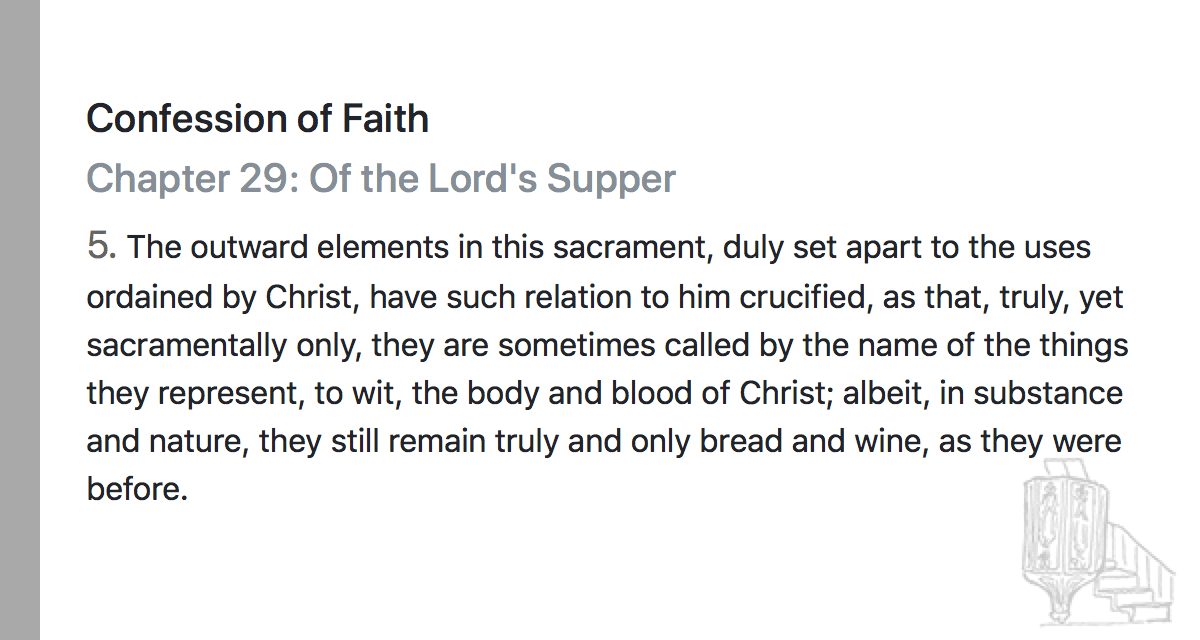 Confession of Faith
Chapter 29: Of the Lord's Supper
5. The outward elements in this sacrament, duly set apart to the uses
ordained by Christ, have such relation to him crucified, as that, truly, yet
sacramentally only, they are sometimes called by the name of the things
they represent, to wit, the body and blood of Christ; albeit, in substance
and nature, they still remain truly and only bread and wine, as they were
before.